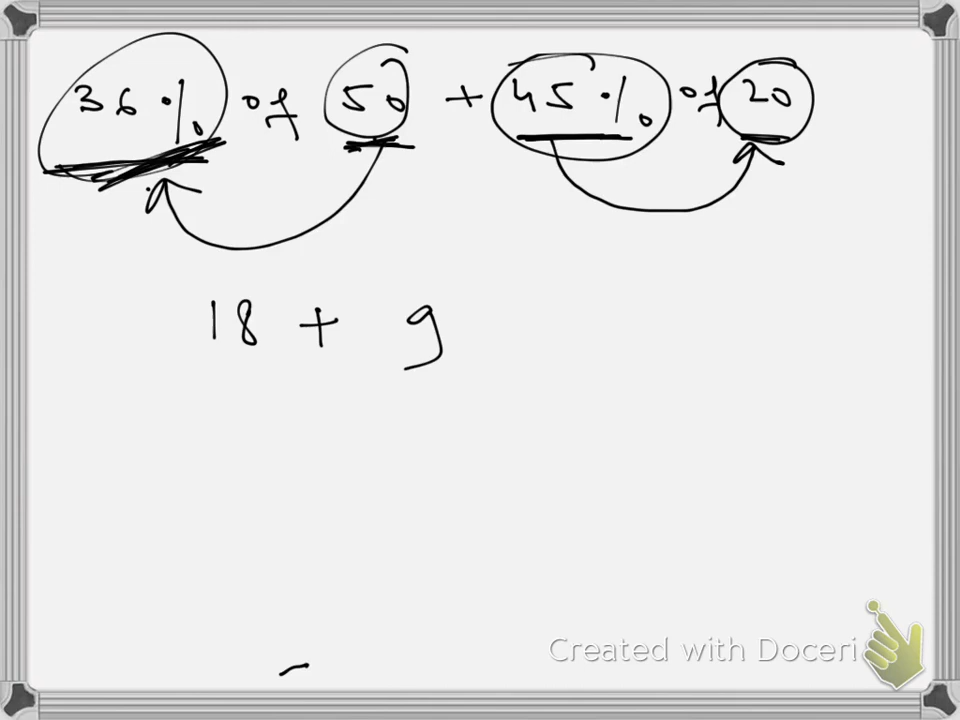 36% of 50 + 45% of 20
18 + 9
Created with Doceri